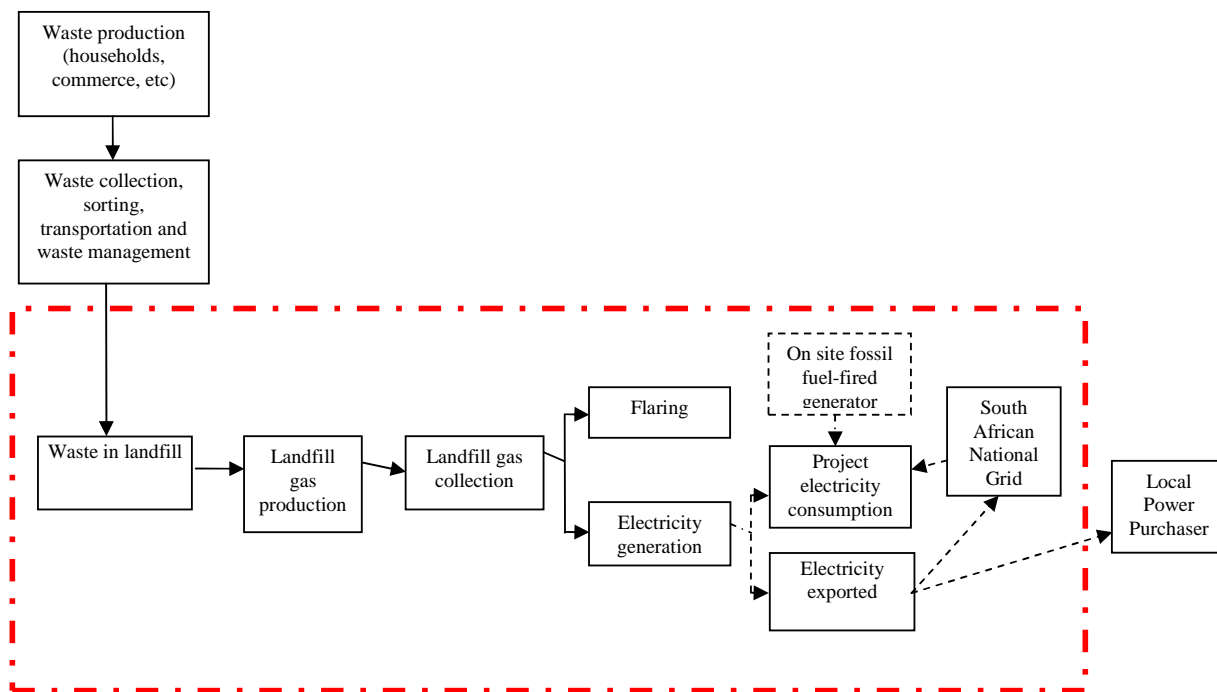 Waste production
(households,
commerce, etc)
Waste collection,
sorting,
transportation and
waste management
On site fossil
fuel-fired
generator
Flaring
South
African
National
Grid
Waste in landfill
Landfill
gas
production
Landfill gas
collection
Project
electricity
consumption
Local
Power
Purchaser
Electricity
generation
Electricity
exported